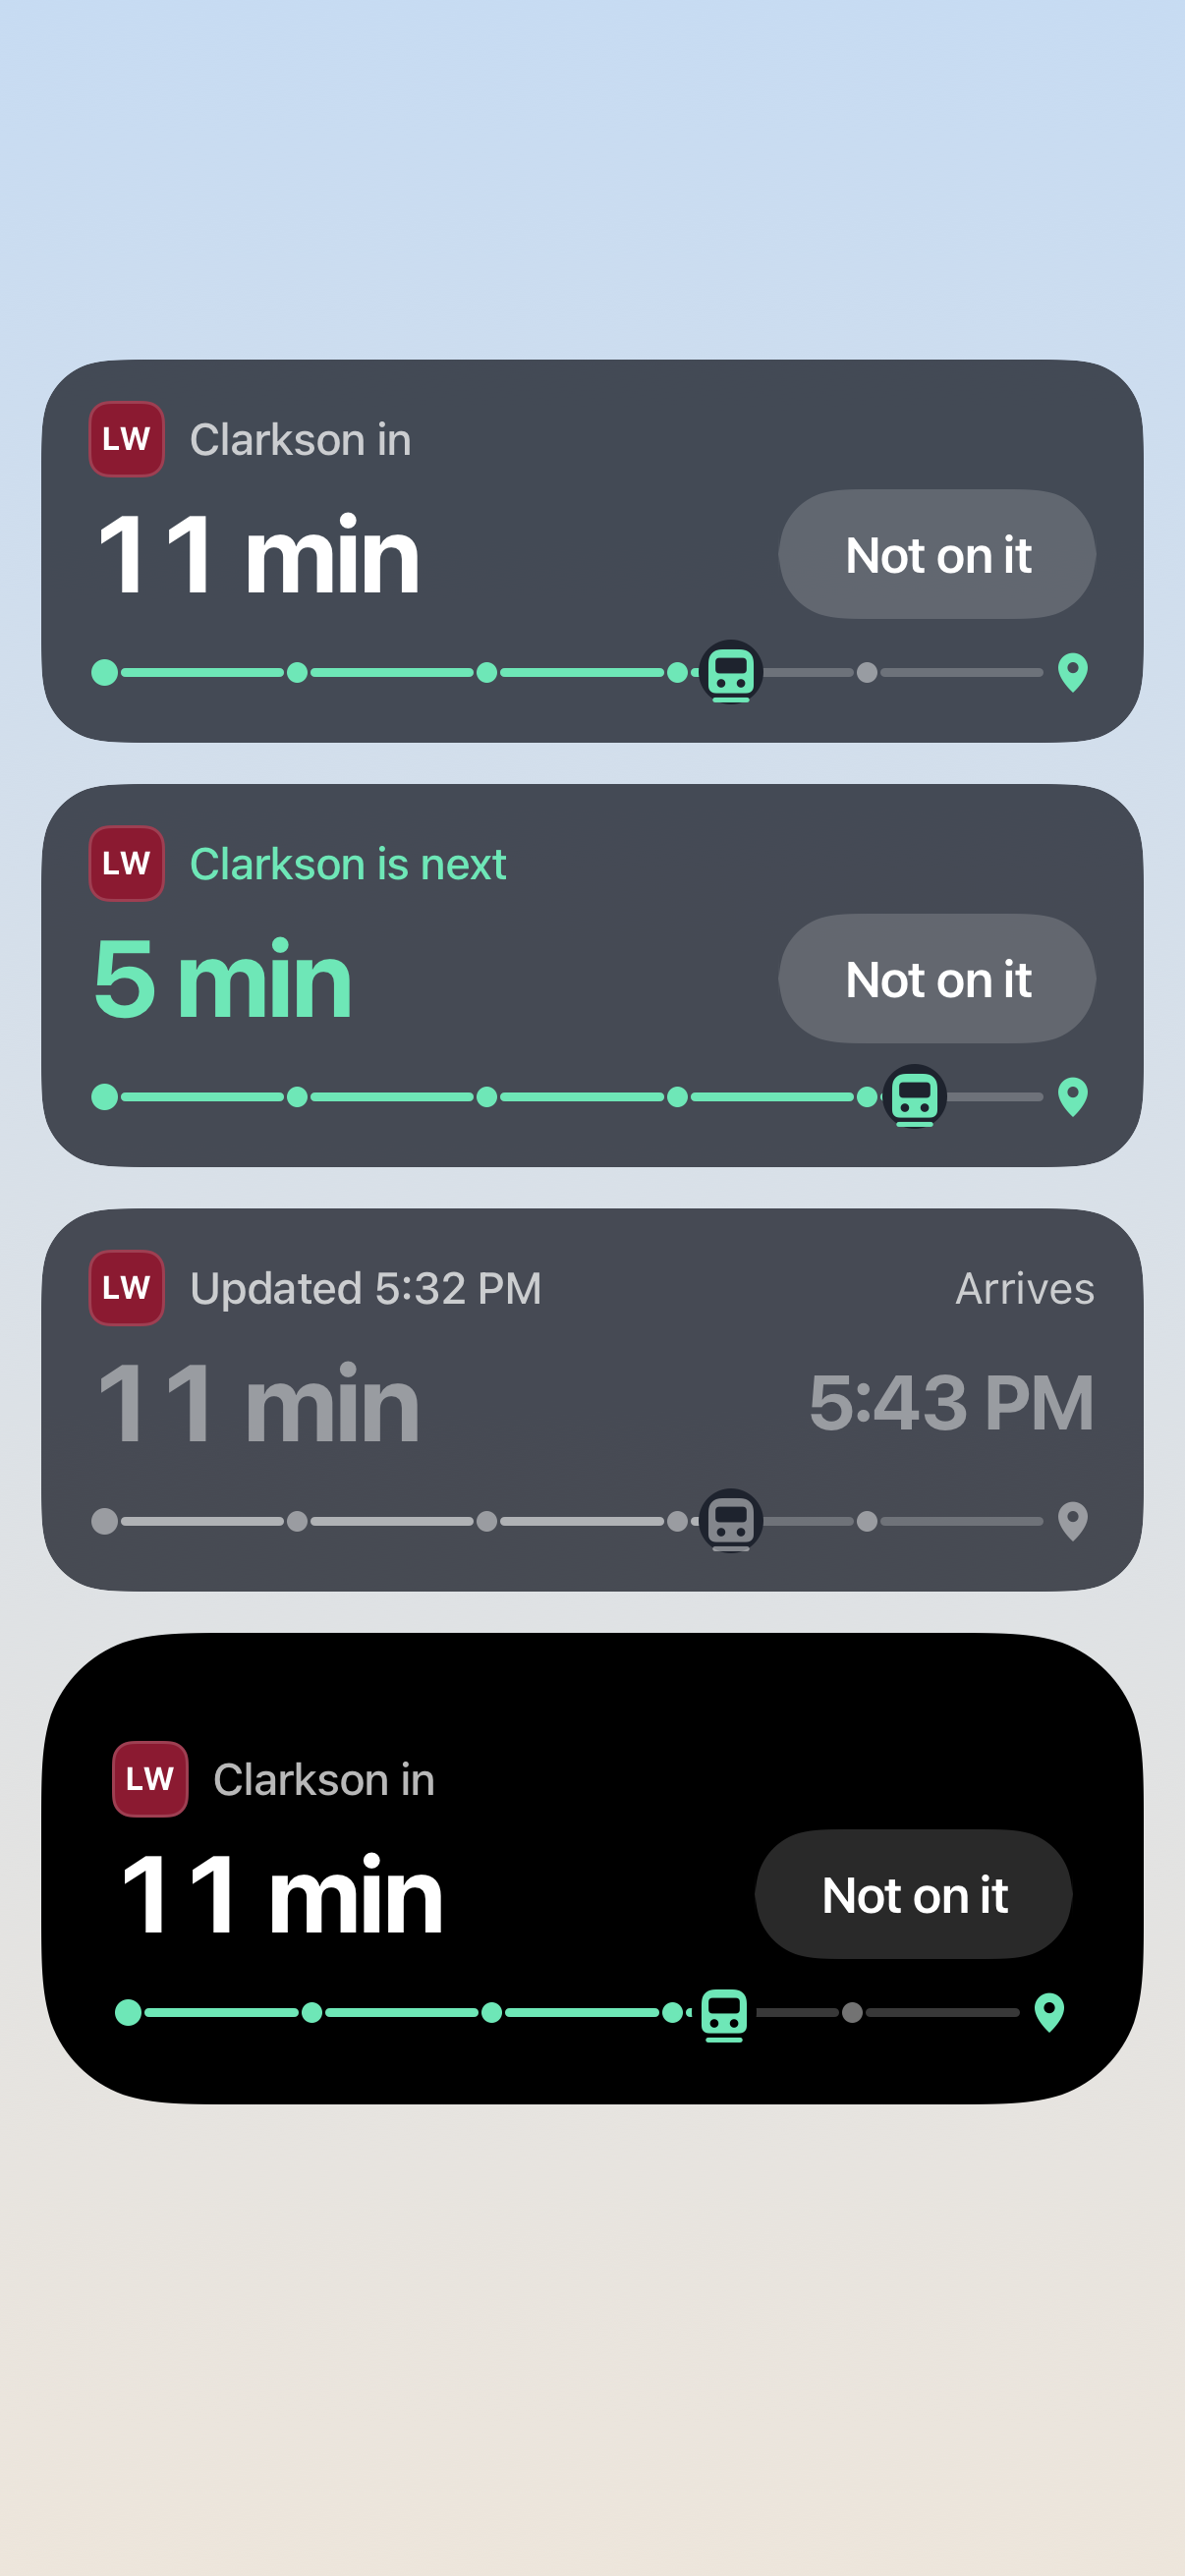 LW Clarkson in
11 min Not on it
LW Clarkson is next
5 min Not on it
LW Updated 5:32 PM Arrives
11 min 5:43 PM
LW Clarkson in
11 min Not on it